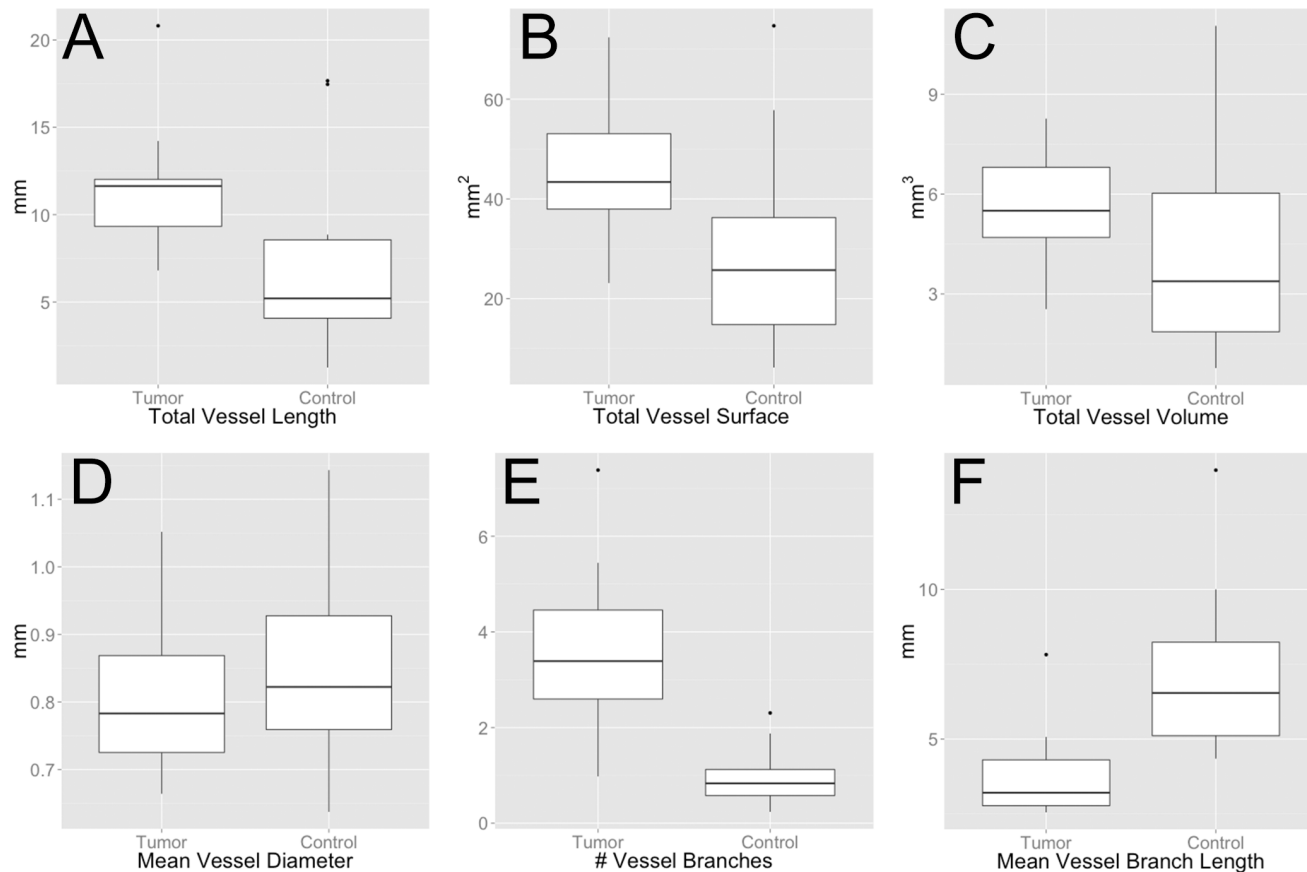 A
20
15
10
5
mm
Tumor
Control
Total Vessel Length
B
60
40
20
mm²
Tumor
Control
Total Vessel Surface
C
9
6
3
mm³
Tumor
Control
Total Vessel Volume
D
1.1
1.0
0.9
0.8
0.7
mm
Tumor
Control
Mean Vessel Diameter
E
6
4
2
0
Tumor
Control
# Vessel Branches
F
10
5
mm
Tumor
Control
Mean Vessel Branch Length